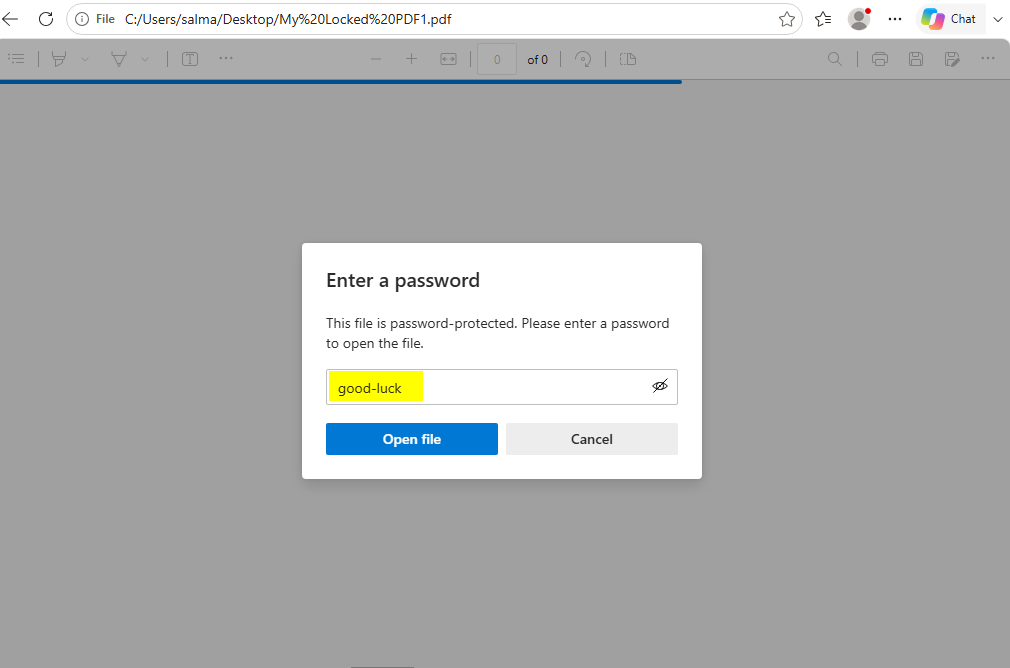 File C:/Users/salma/Desktop/My%20Locked%20PDF1.pdf Chat
0 of 0
Enter a password
This file is password-protected. Please enter a password
to open the file.
good-luck
Open file Cancel